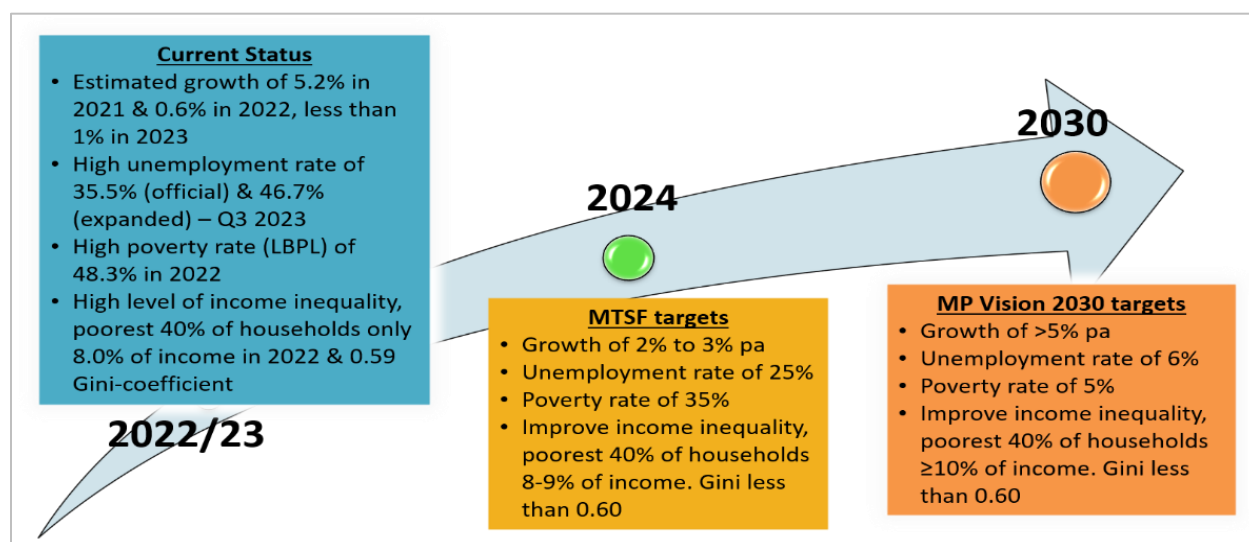 Current Status
• Estimated growth of 5.2% in
2021 & 0.6% in 2022, less than
1% in 2023
• High unemployment rate of
35.5% (official) & 46.7%
(expanded) – Q3 2023
• High poverty rate (LBPL) of
48.3% in 2022
• High level of income inequality,
poorest 40% of households only
8.0% of income in 2022 & 0.59
Gini-coefficient
2022/23
2024
MTSF targets
• Growth of 2% to 3% pa
• Unemployment rate of 25%
• Poverty rate of 35%
• Improve income inequality,
poorest 40% of households
8-9% of income. Gini less
than 0.60
2030
MP Vision 2030 targets
• Growth of >5% pa
• Unemployment rate of 6%
• Poverty rate of 5%
• Improve income inequality,
poorest 40% of households
≥10% of income. Gini less
than 0.60